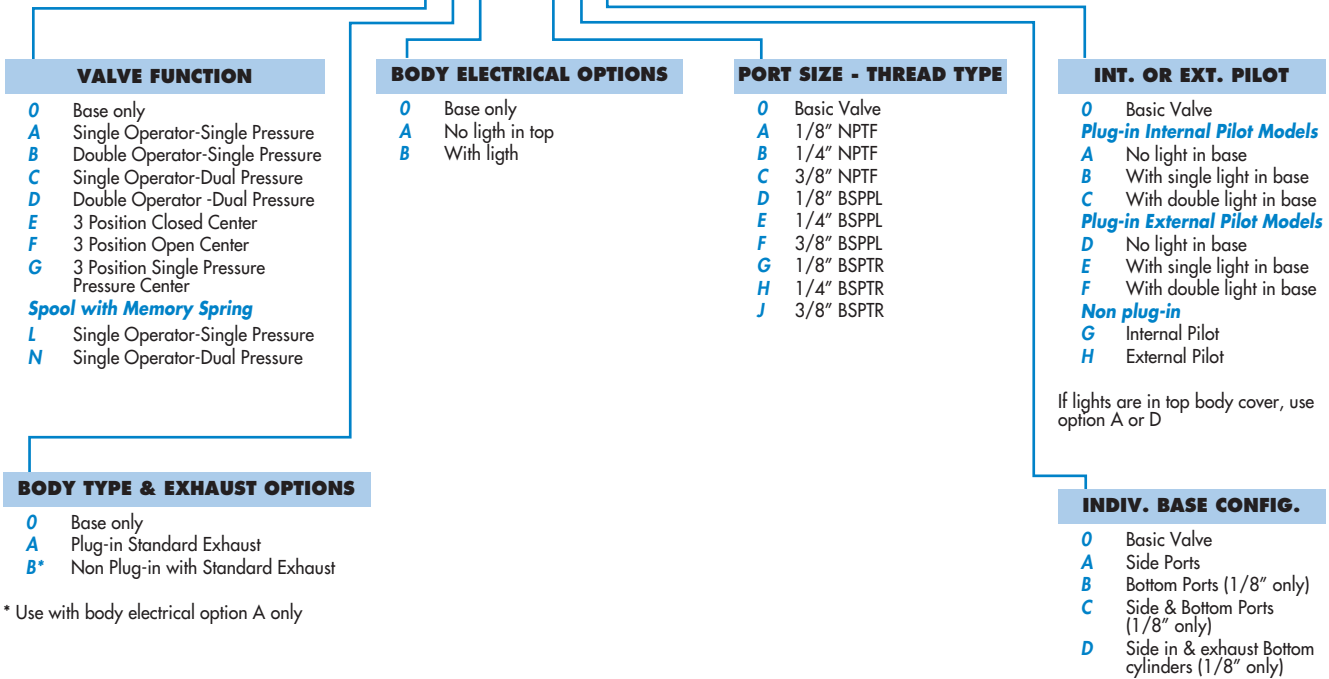 VALVE FUNCTION
0 Base only
A Single Operator-Single Pressure
B Double Operator-Single Pressure
C Single Operator-Dual Pressure
D Double Operator -Dual Pressure
E 3 Position Closed Center
F 3 Position Open Center
G 3 Position Single Pressure
Pressure Center
Spool with Memory Spring
L Single Operator-Single Pressure
N Single Operator-Dual Pressure
BODY ELECTRICAL OPTIONS
0 Base only
A No ligth in top
B With ligth
PORT SIZE - THREAD TYPE
0 Basic Valve
A 1/8" NPTF
B 1/4" NPTF
C 3/8" NPTF
D 1/8" BSPPL
E 1/4" BSPPL
F 3/8" BSPPL
G 1/8" BSPTR
H 1/4" BSPTR
J 3/8" BSPTR
INT. OR EXT. PILOT
0 Basic Valve
Plug-in Internal Pilot Models
A No light in base
B With single light in base
C With double light in base
Plug-in External Pilot Models
D No light in base
E With single light in base
F With double light in base
Non plug-in
G Internal Pilot
H External Pilot
If lights are in top body cover, use
option A or D
BODY TYPE & EXHAUST OPTIONS
0 Base only
A Plug-in Standard Exhaust
B* Non Plug-in with Standard Exhaust
* Use with body electrical option A only
INDIV. BASE CONFIG.
0 Basic Valve
A Side Ports
B Bottom Ports (1/8" only)
C Side & Bottom Ports
(1/8" only)
D Side in & exhaust Bottom
cylinders (1/8" only)